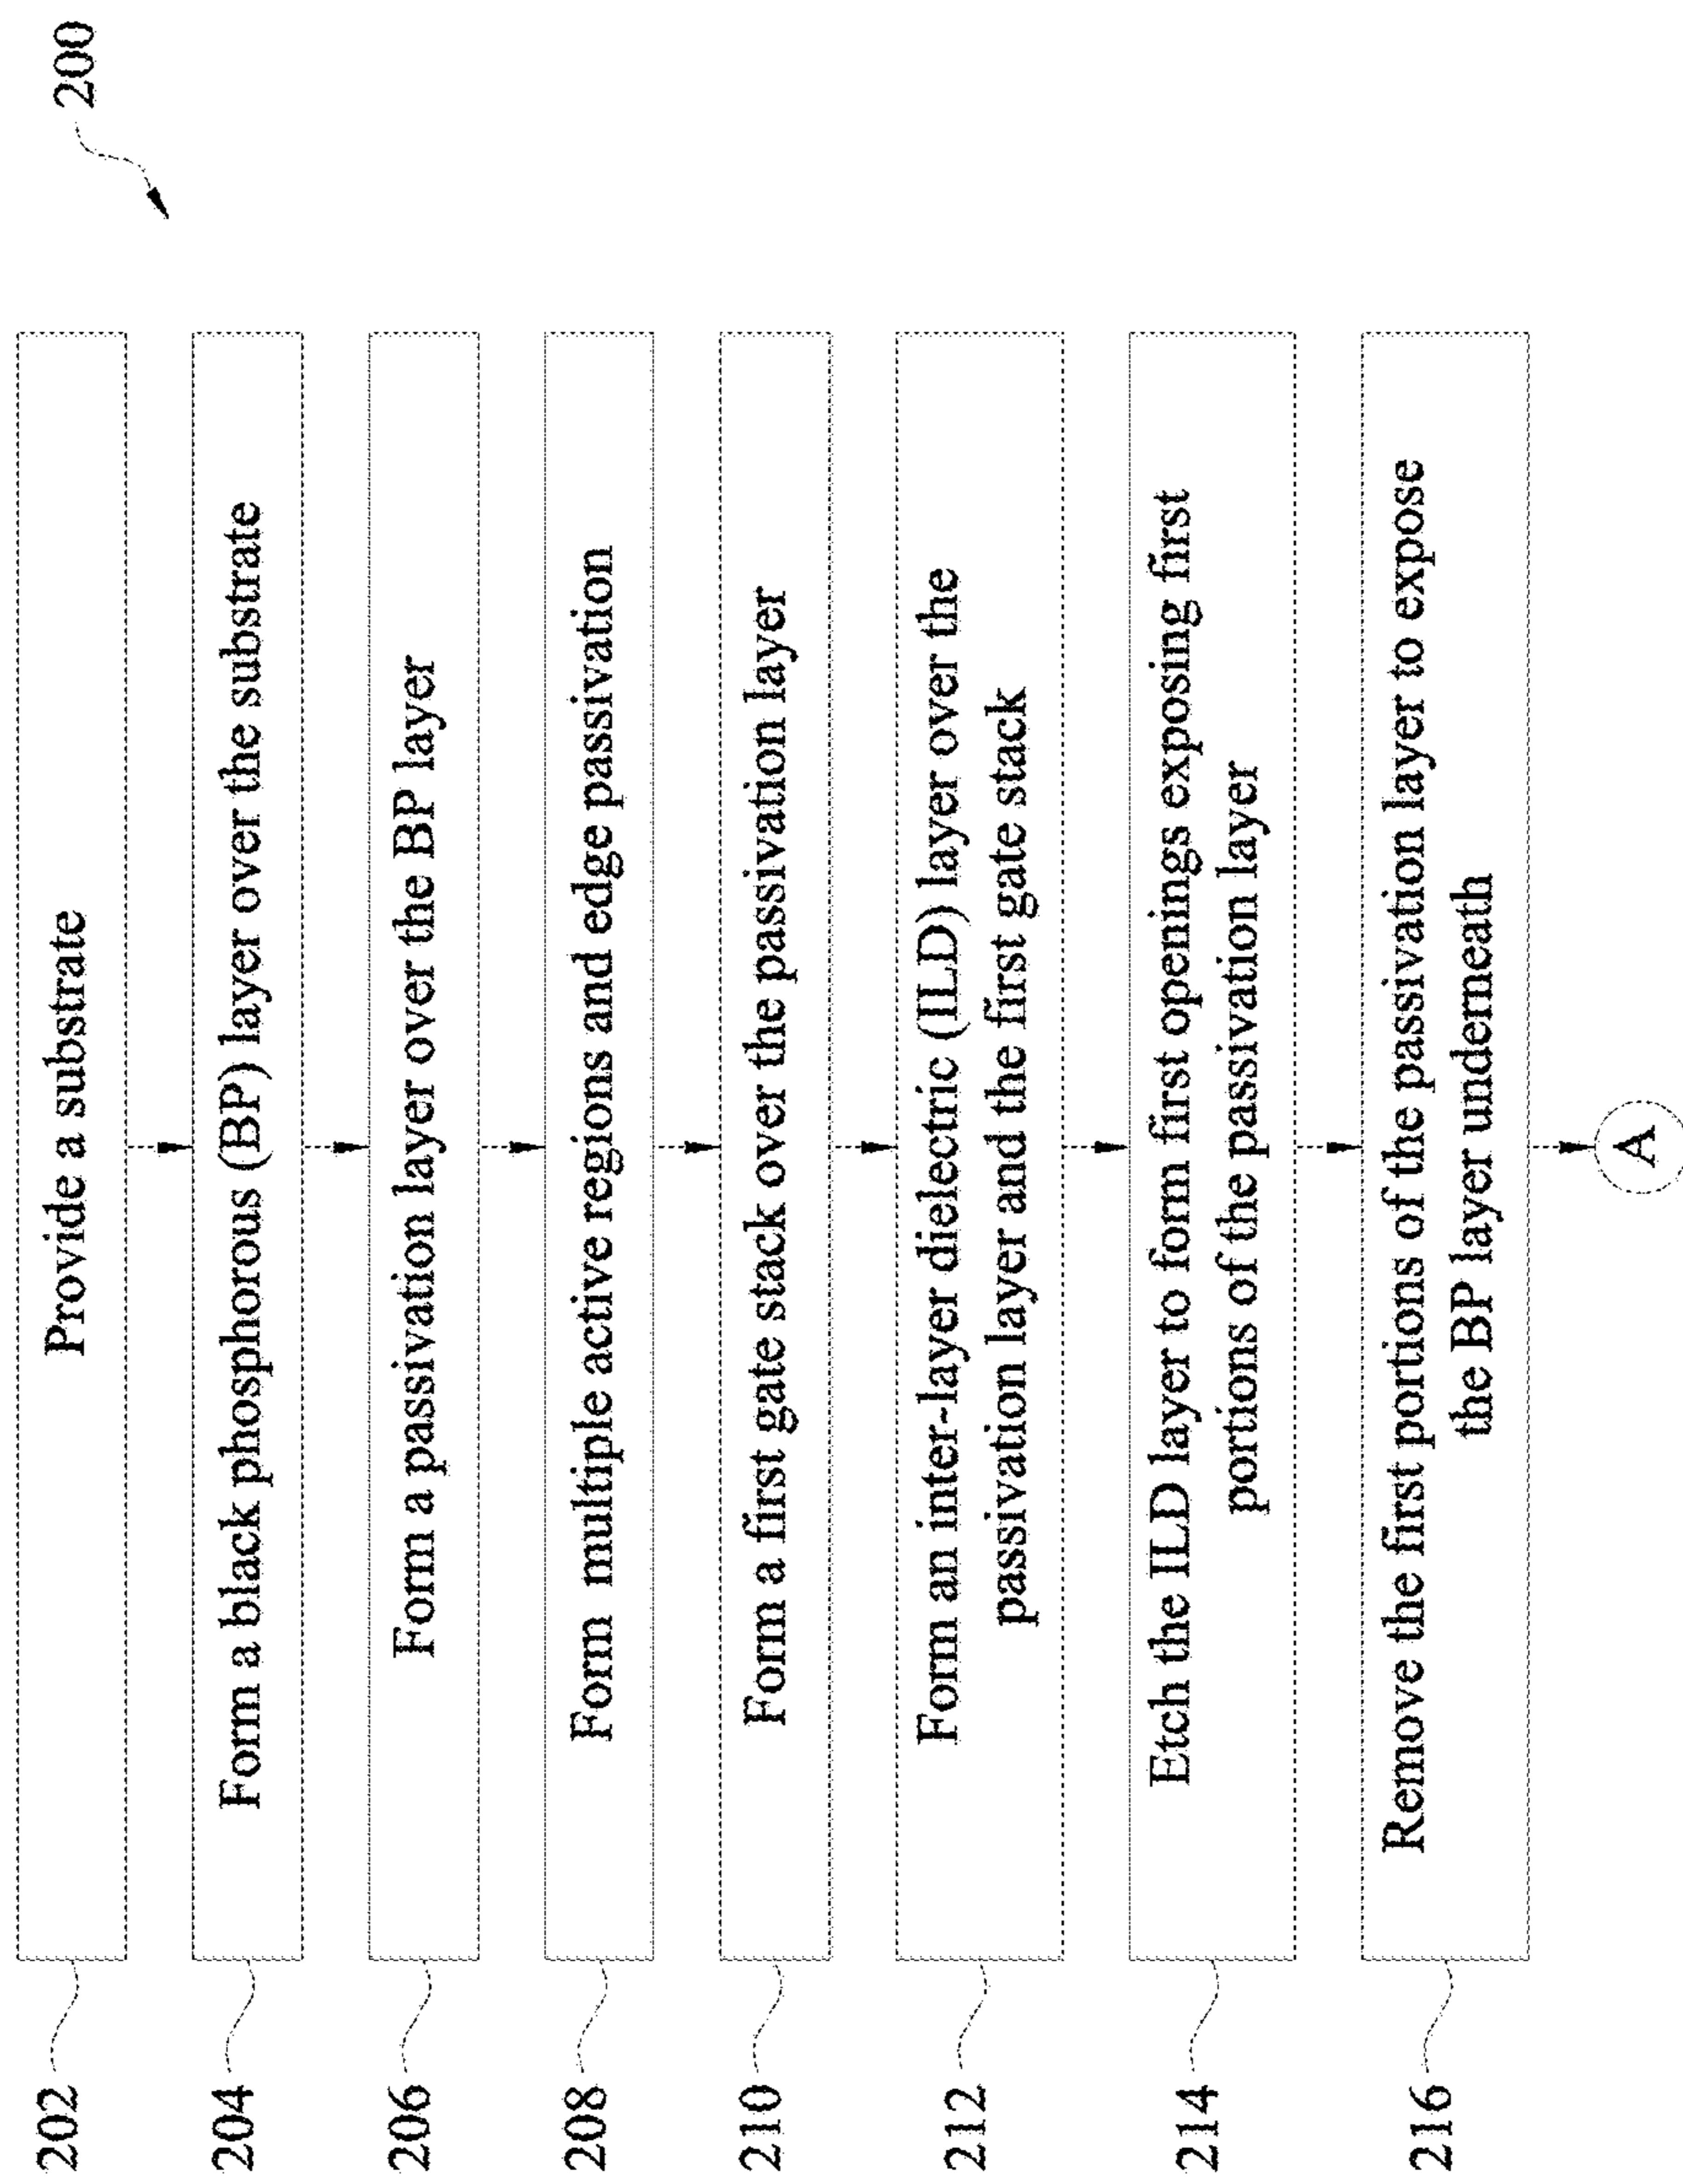 200
202
Provide a substrate
204
Form a black phosphorous (BP) layer over the substrate
206
Form a passivation layer over the BP layer
208
Form multiple active regions and edge passivation
210
Form a first gate stack over the passivation layer
212
Form an inter-layer dielectric (ILD) layer over the
passivation layer and the first gate stack
214
Etch the ILD layer to form first openings exposing first
portions of the passivation layer
216
Remove the first portions of the passivation layer to expose
the BP layer underneath
A